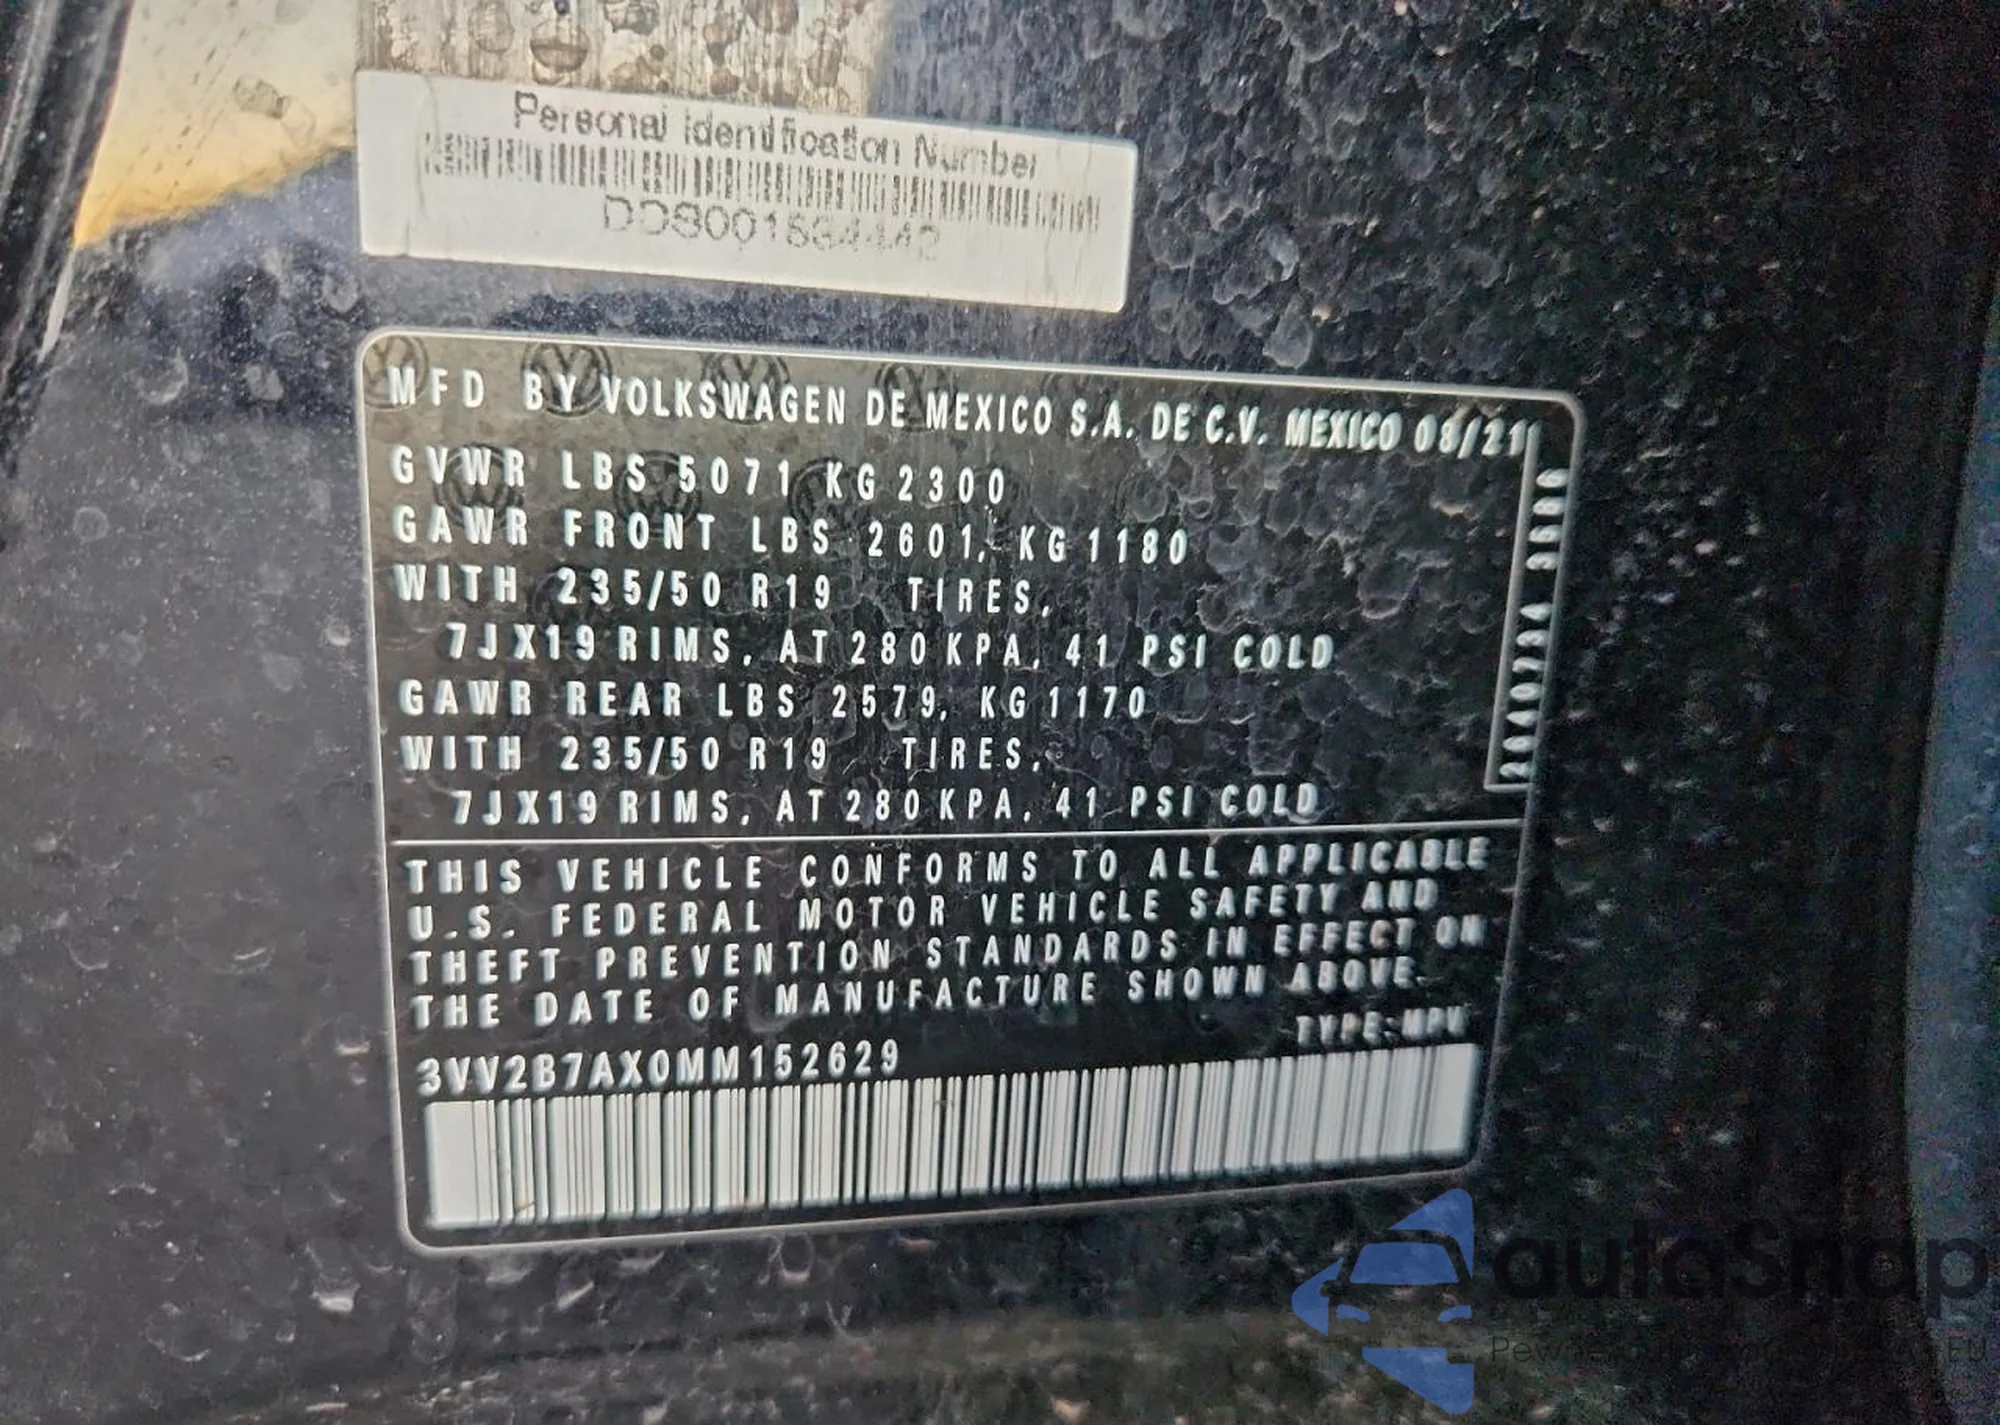 Personal Identification Number
MFD BY VOLKSWAGEN DE MEXICO S.A. DE C.V. MEXICO 08/21
GVWR LBS 5071 KG 2300
GAWR FRONT LBS 2601, KG 1180
WITH 235/50 R19 TIRES,
7JX19 RIMS, AT 280 KPA, 41 PSI COLD
GAWR REAR LBS 2579, KG 1170
WITH 235/50 R19 TIRES,
7JX19 RIMS, AT 280 KPA, 41 PSI COLD
THIS VEHICLE CONFORMS TO ALL APPLICABLE
U.S. FEDERAL MOTOR VEHICLE SAFETY AND
THEFT PREVENTION STANDARDS IN EFFECT ON
THE DATE OF MANUFACTURE SHOWN ABOVE.
TYPE:MPV
3VV2B7AX0MM152629
autoSnap